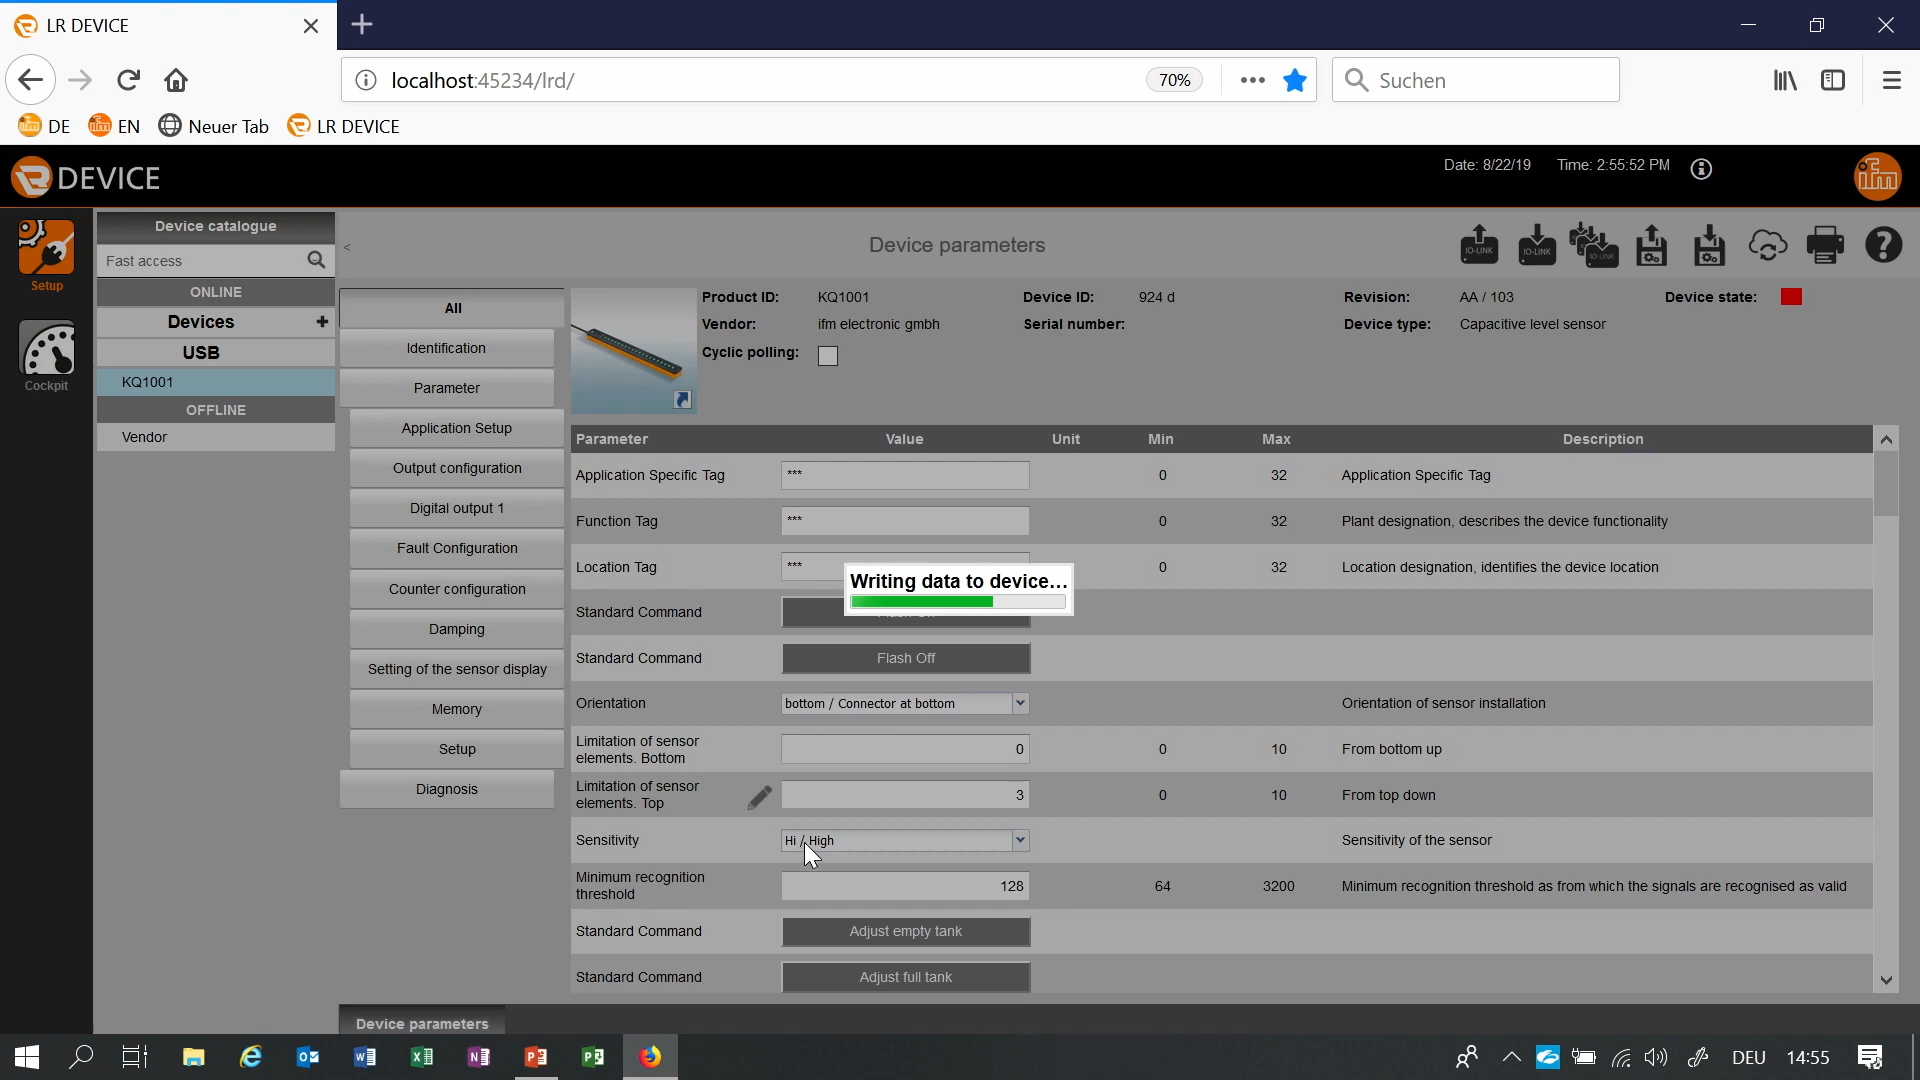 LR DEVICE
localhost:45234/lrd/
70%
Suchen
DE
EN
Neuer Tab
LR DEVICE
DEVICE
Date: 8/22/19
Time: 2:55:52 PM
ifm
Setup
Cockpit
Device catalogue
Fast access
ONLINE
Devices +
USB
KQ1001
OFFLINE
Vendor
<
Device parameters
IO-LINK
IO-LINK
IO-LINK
All
Identification
Parameter
Application Setup
Output configuration
Digital output 1
Fault Configuration
Counter configuration
Damping
Setting of the sensor display
Memory
Setup
Diagnosis
Product ID: KQ1001
Device ID: 924 d
Revision: AA / 103
Device state:
Vendor: ifm electronic gmbh
Serial number:
Device type: Capacitive level sensor
Cyclic polling:
Parameter Value Unit Min Max Description
Application Specific Tag *** 0 32 Application Specific Tag
Function Tag *** 0 32 Plant designation, describes the device functionality
Location Tag *** 0 32 Location designation, identifies the device location
Writing data to device...
Standard Command
Standard Command Flash Off
Orientation bottom / Connector at bottom Orientation of sensor installation
Limitation of sensor
elements. Bottom 0 0 10 From bottom up
Limitation of sensor
elements. Top 3 0 10 From top down
Sensitivity Hi / High Sensitivity of the sensor
Minimum recognition
threshold 128 64 3200 Minimum recognition threshold as from which the signals are recognised as valid
Standard Command Adjust empty tank
Standard Command Adjust full tank
Device parameters
DEU
14:55